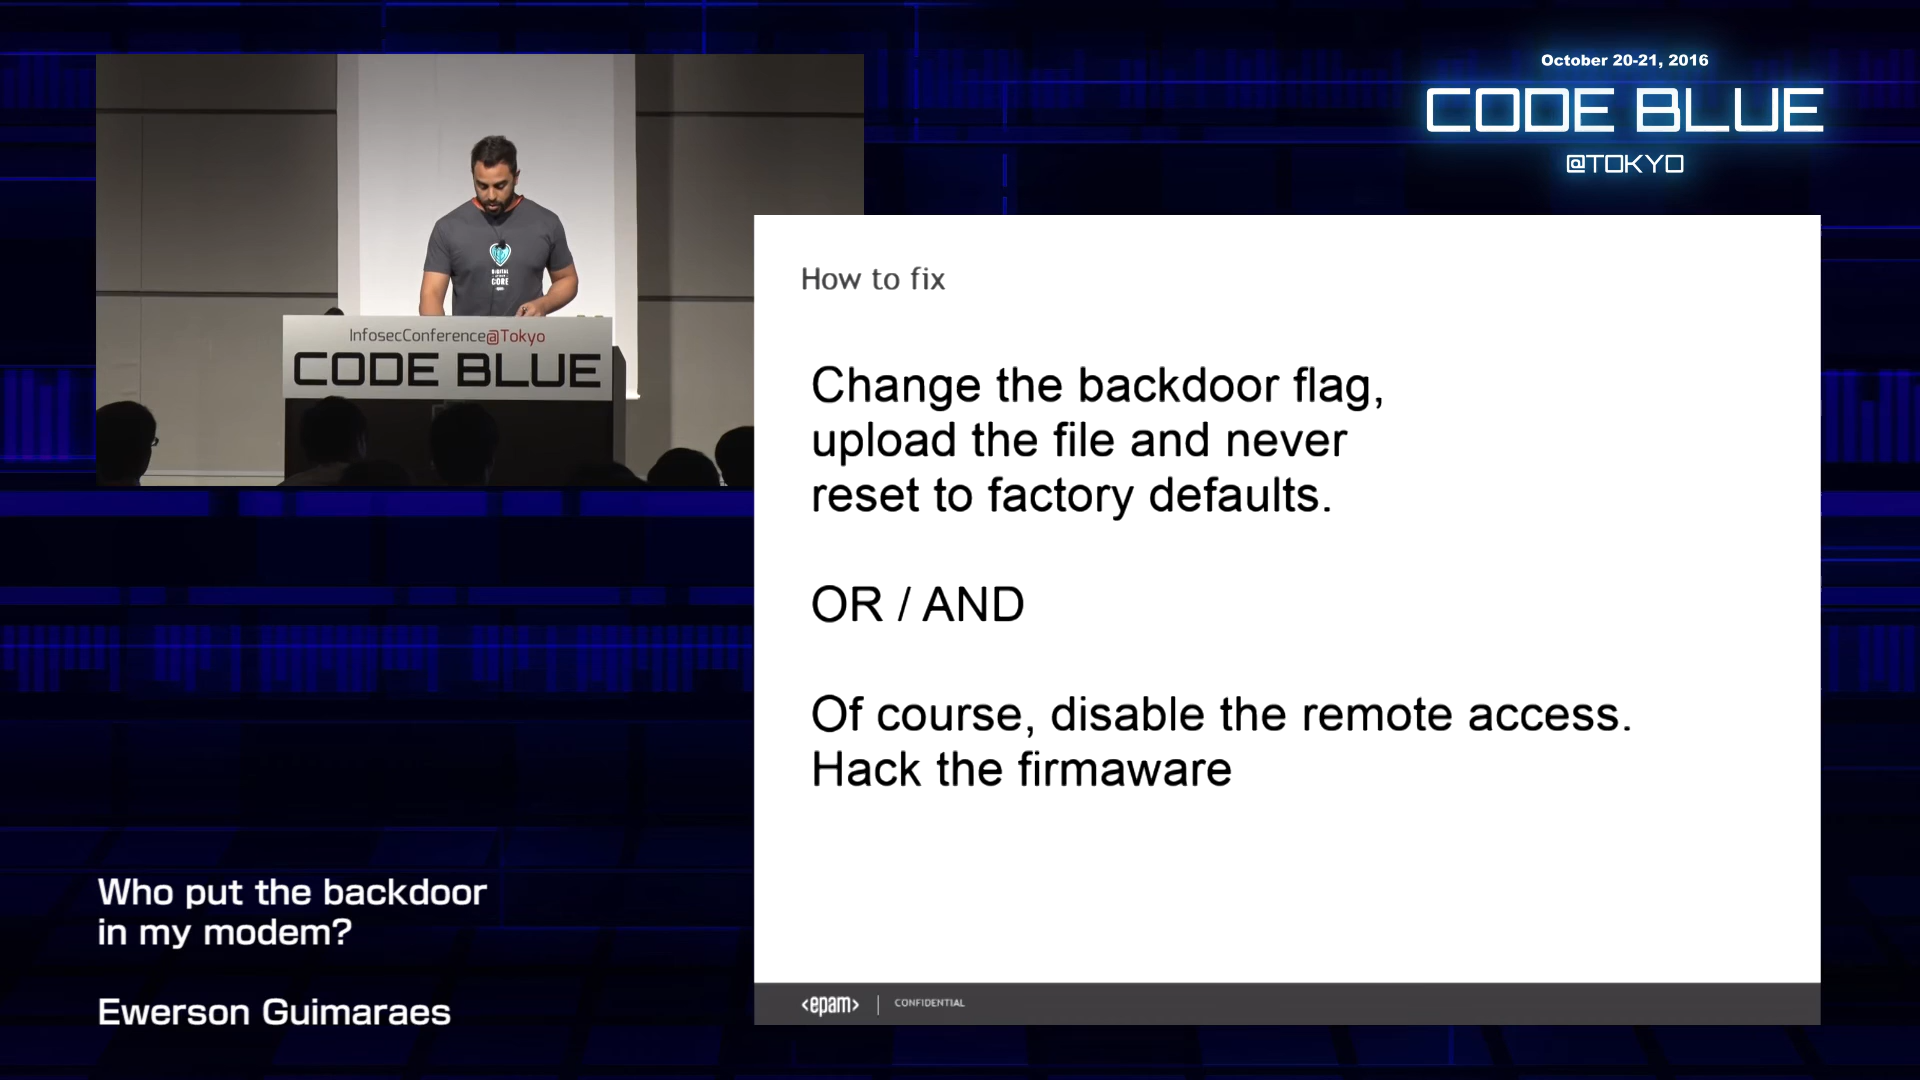 October 20-21, 2016
CODE BLUE
@TOKYO
DIGITAL
CORE
InfosecConference@Tokyo
CODE BLUE
How to fix
Change the backdoor flag,
upload the file and never
reset to factory defaults.
OR / AND
Of course, disable the remote access.
Hack the firmaware
Who put the backdoor
in my modem?
Ewerson Guimaraes
<epam>
CONFIDENTIAL